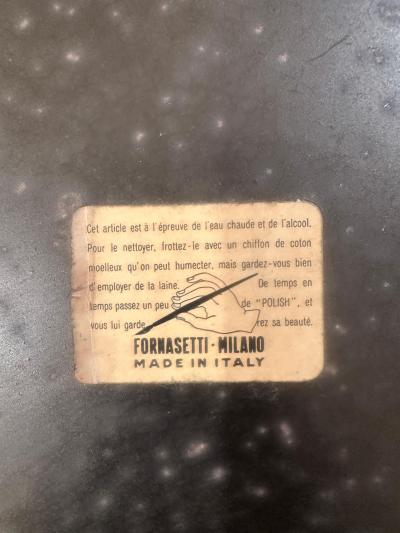 Cet article est à l'épreuve de l'eau chaude et de l'alcool.
Pour le nettoyer, frottez-le avec un chiffon de coton
moelleux qu'on peut humecter, mais gardez-vous bien
d'employer de la laine. De temps en
temps passez un peu de "POLISH", et
vous lui garde rez sa beauté.
FORNASETTI - MILANO
MADE IN ITALY